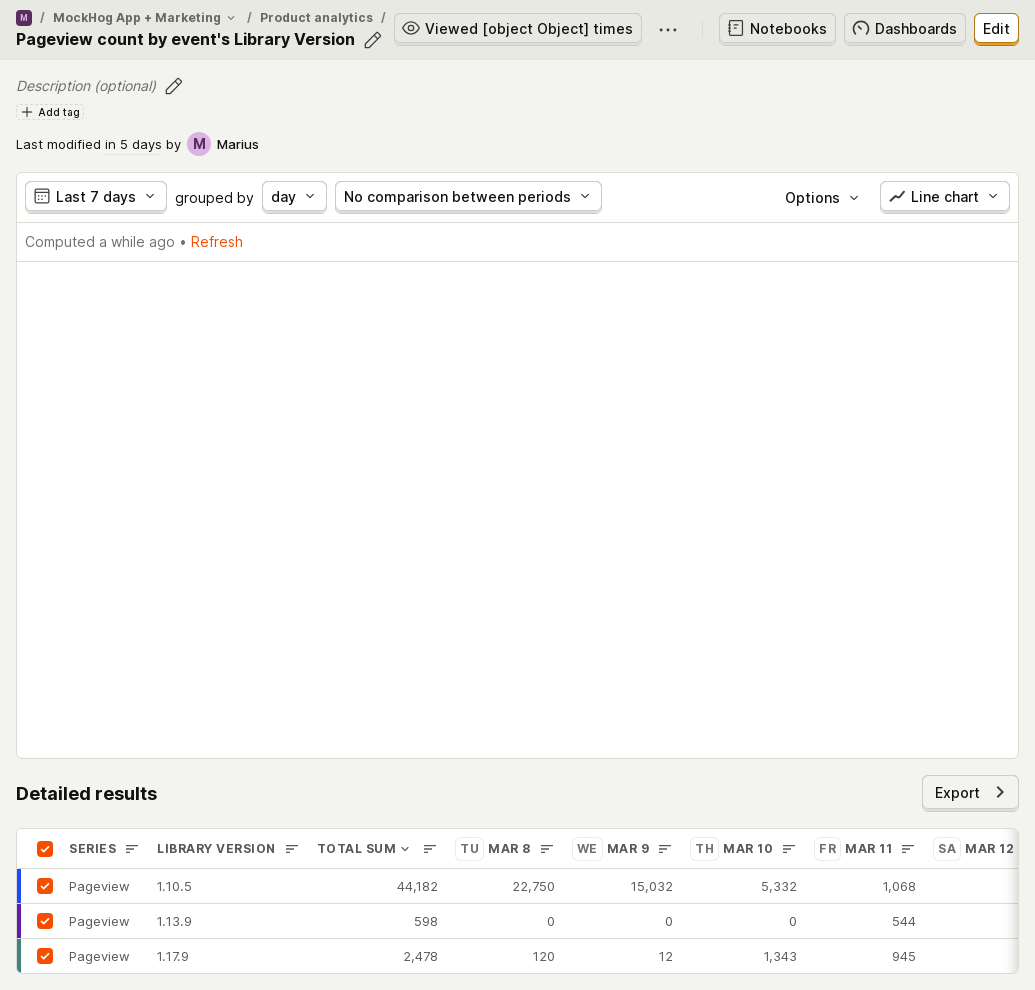 M / MockHog App + Marketing / Product analytics /
Pageview count by event's Library Version
Viewed [object Object] times
Notebooks
Dashboards
Edit
Description (optional)
Add tag
Last modified in 5 days by M Marius
Last 7 days grouped by day No comparison between periods Options Line chart
Computed a while ago • Refresh
Detailed results
Export
SERIES LIBRARY VERSION TOTAL SUM TU MAR 8 WE MAR 9 TH MAR 10 FR MAR 11 SA MAR 12
Pageview 1.10.5 44,182 22,750 15,032 5,332 1,068
Pageview 1.13.9 598 0 0 0 544
Pageview 1.17.9 2,478 120 12 1,343 945